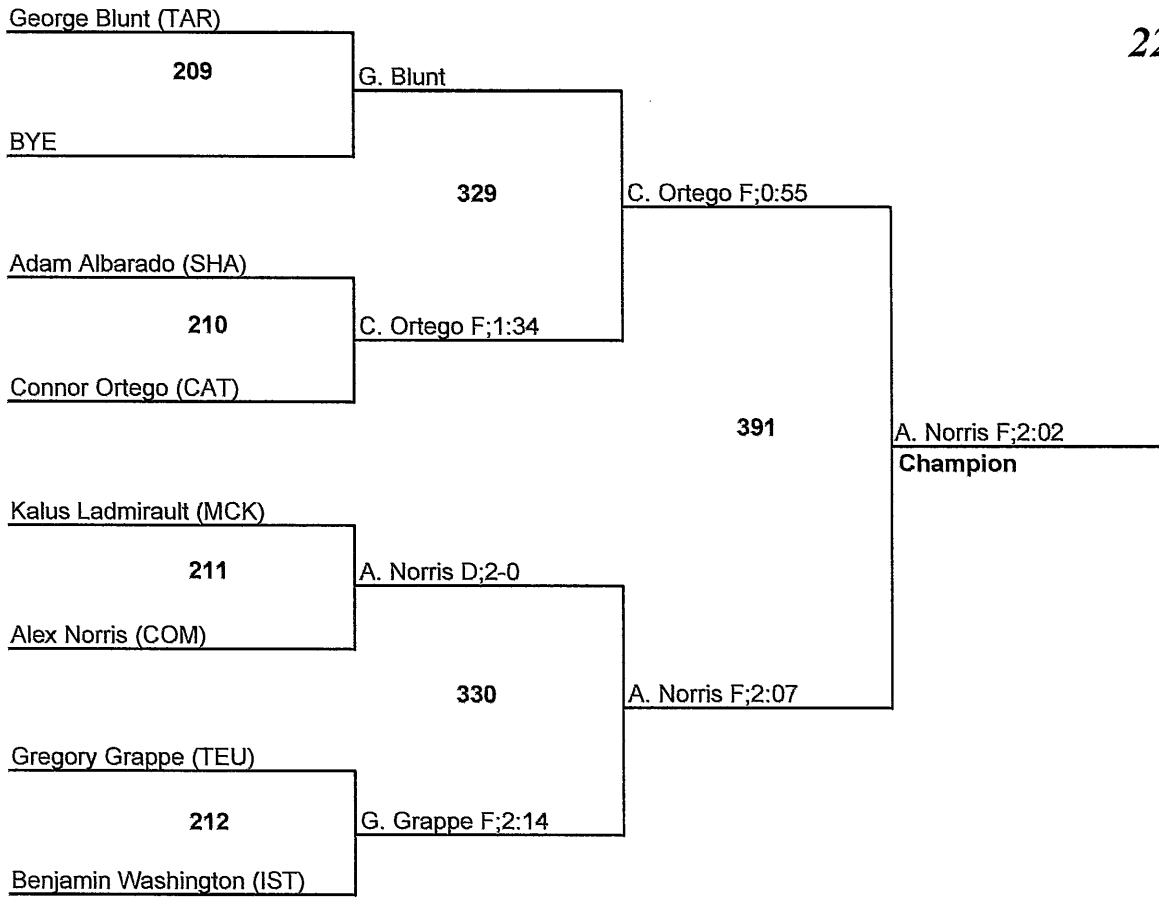 George Blunt (TAR)
22
209
G. Blunt
BYE
329
C. Ortego F;0:55
Adam Albarado (SHA)
210
C. Ortego F;1:34
Connor Ortego (CAT)
391
A. Norris F;2:02
Champion
Kalus Ladmirault (MCK)
211
A. Norris D;2-0
Alex Norris (COM)
330
A. Norris F;2:07
Gregory Grappe (TEU)
212
G. Grappe F;2:14
Benjamin Washington (IST)